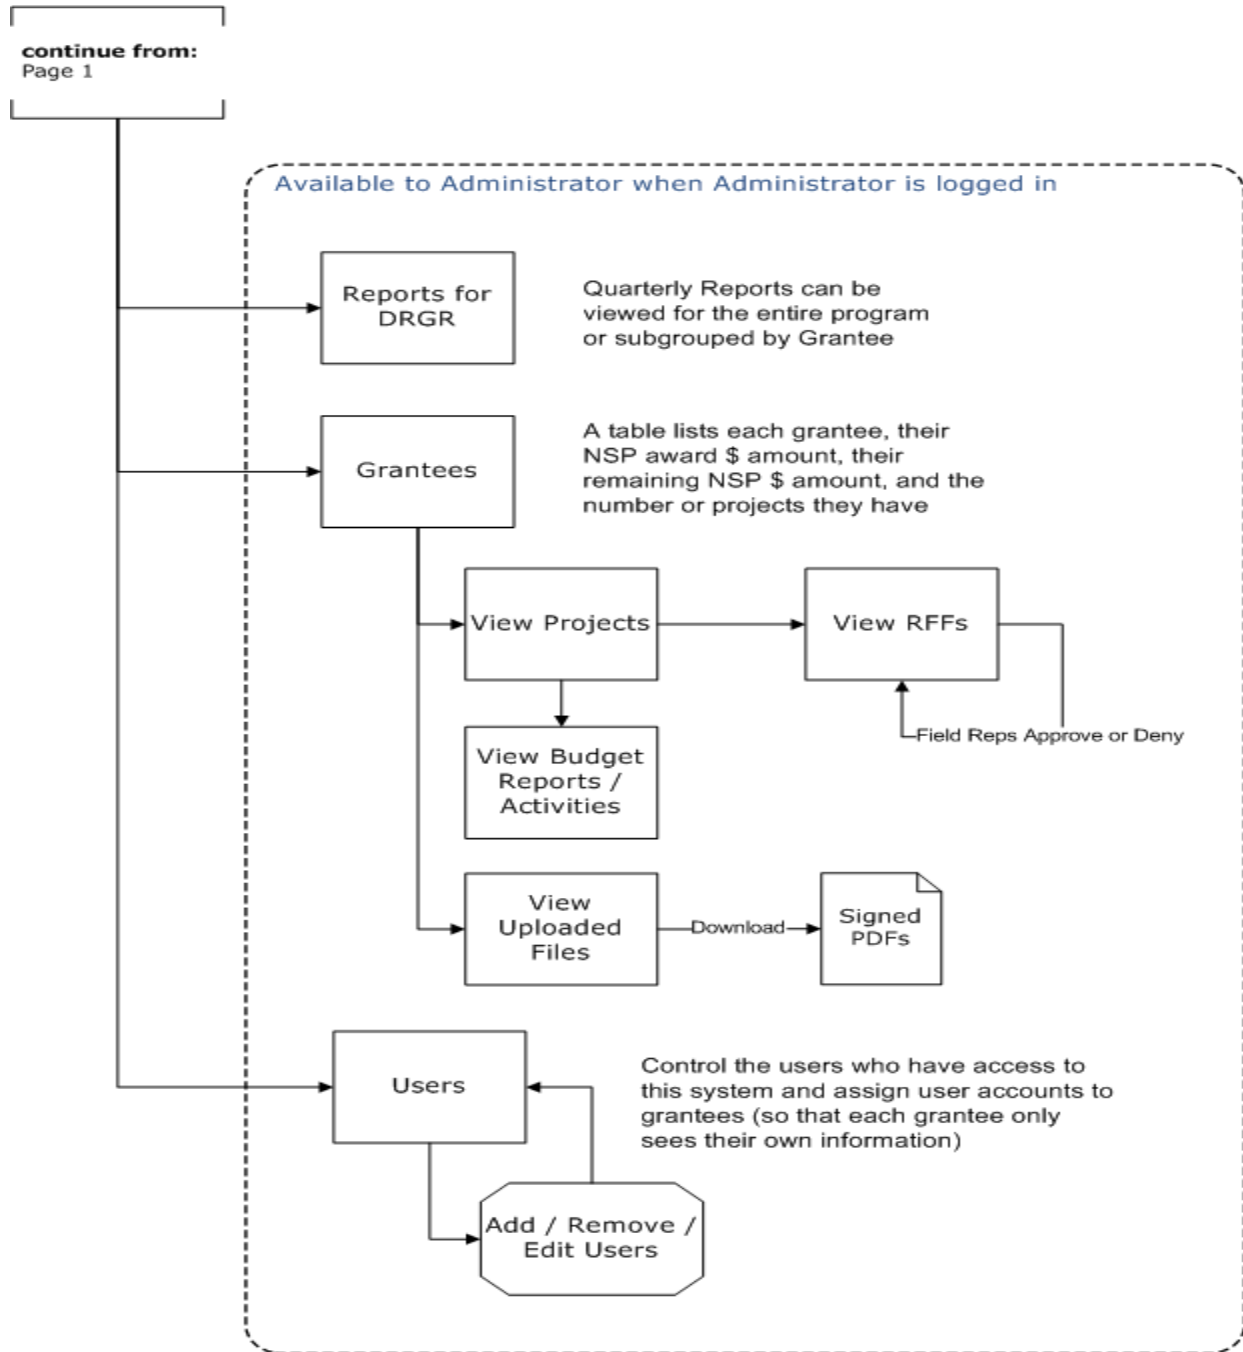 continue from:
Page 1
Available to Administrator when Administrator is logged in
Reports for
DRGR
Quarterly Reports can be
viewed for the entire program
or subgrouped by Grantee
Grantees
A table lists each grantee, their
NSP award $ amount, their
remaining NSP $ amount, and the
number or projects they have
View Projects
View RFFs
Field Reps Approve or Deny
View Budget
Reports /
Activities
View
Uploaded
Files
Download
Signed
PDFs
Users
Control the users who have access to
this system and assign user accounts to
grantees (so that each grantee only
sees their own information)
Add / Remove /
Edit Users